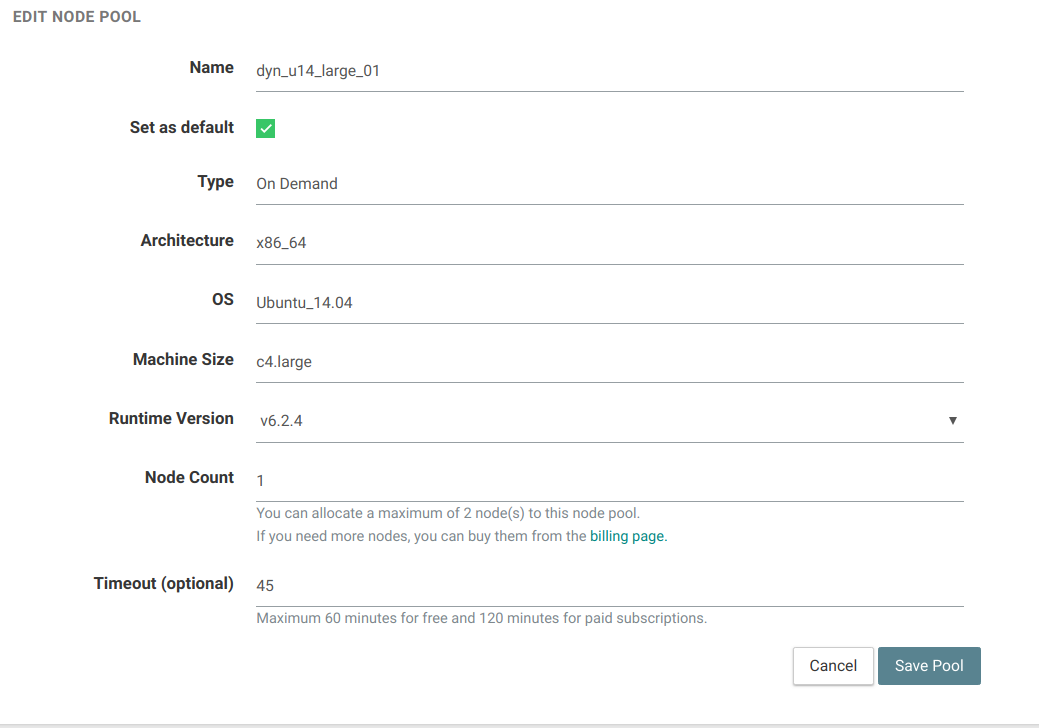 EDIT NODE POOL
Name dyn_u14_large_01
Set as default
Type On Demand
Architecture x86_64
OS Ubuntu_14.04
Machine Size c4.large
Runtime Version v6.2.4
Node Count 1
You can allocate a maximum of 2 node(s) to this node pool.
If you need more nodes, you can buy them from the billing page.
Timeout (optional) 45
Maximum 60 minutes for free and 120 minutes for paid subscriptions.
Cancel Save Pool